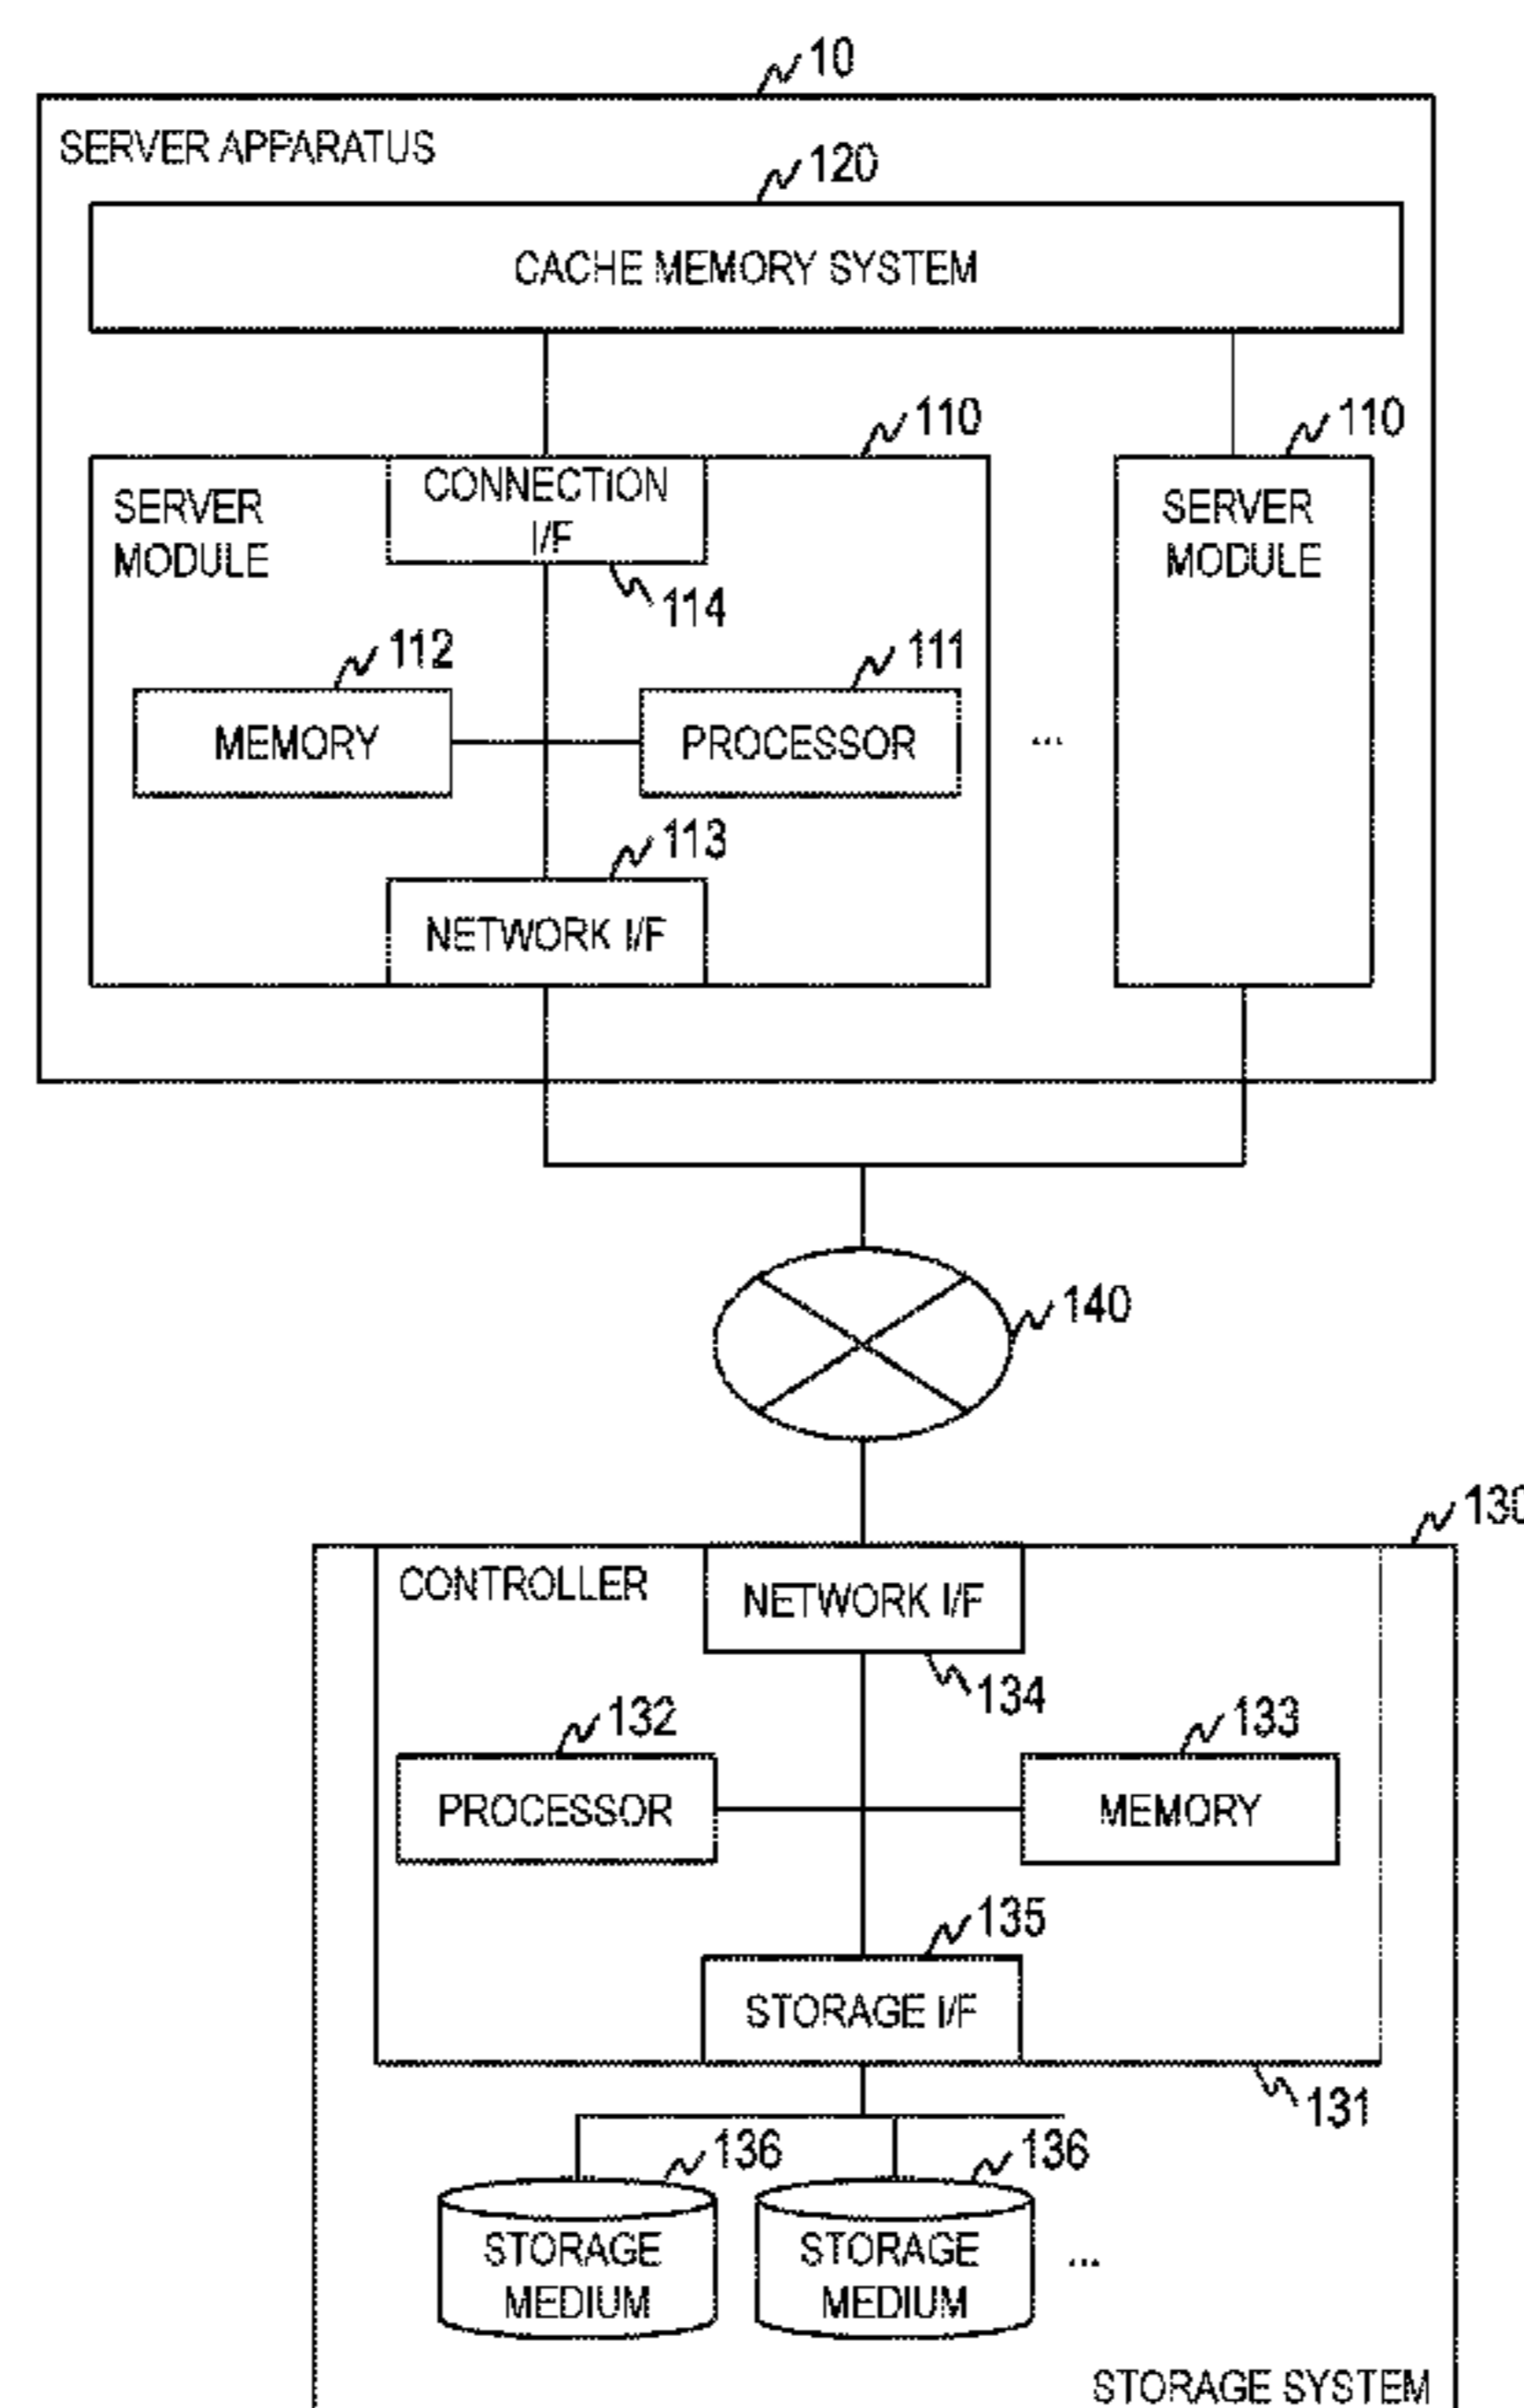 10
SERVER APPARATUS
120
CACHE MEMORY SYSTEM
110
110
CONNECTION
I/F
SERVER
MODULE
SERVER
MODULE
114
112
111
MEMORY
PROCESSOR
...
113
NETWORK I/F
140
130
CONTROLLER
NETWORK I/F
134
132
133
PROCESSOR
MEMORY
135
STORAGE I/F
131
136
136
STORAGE
MEDIUM
STORAGE
MEDIUM
...
STORAGE SYSTEM